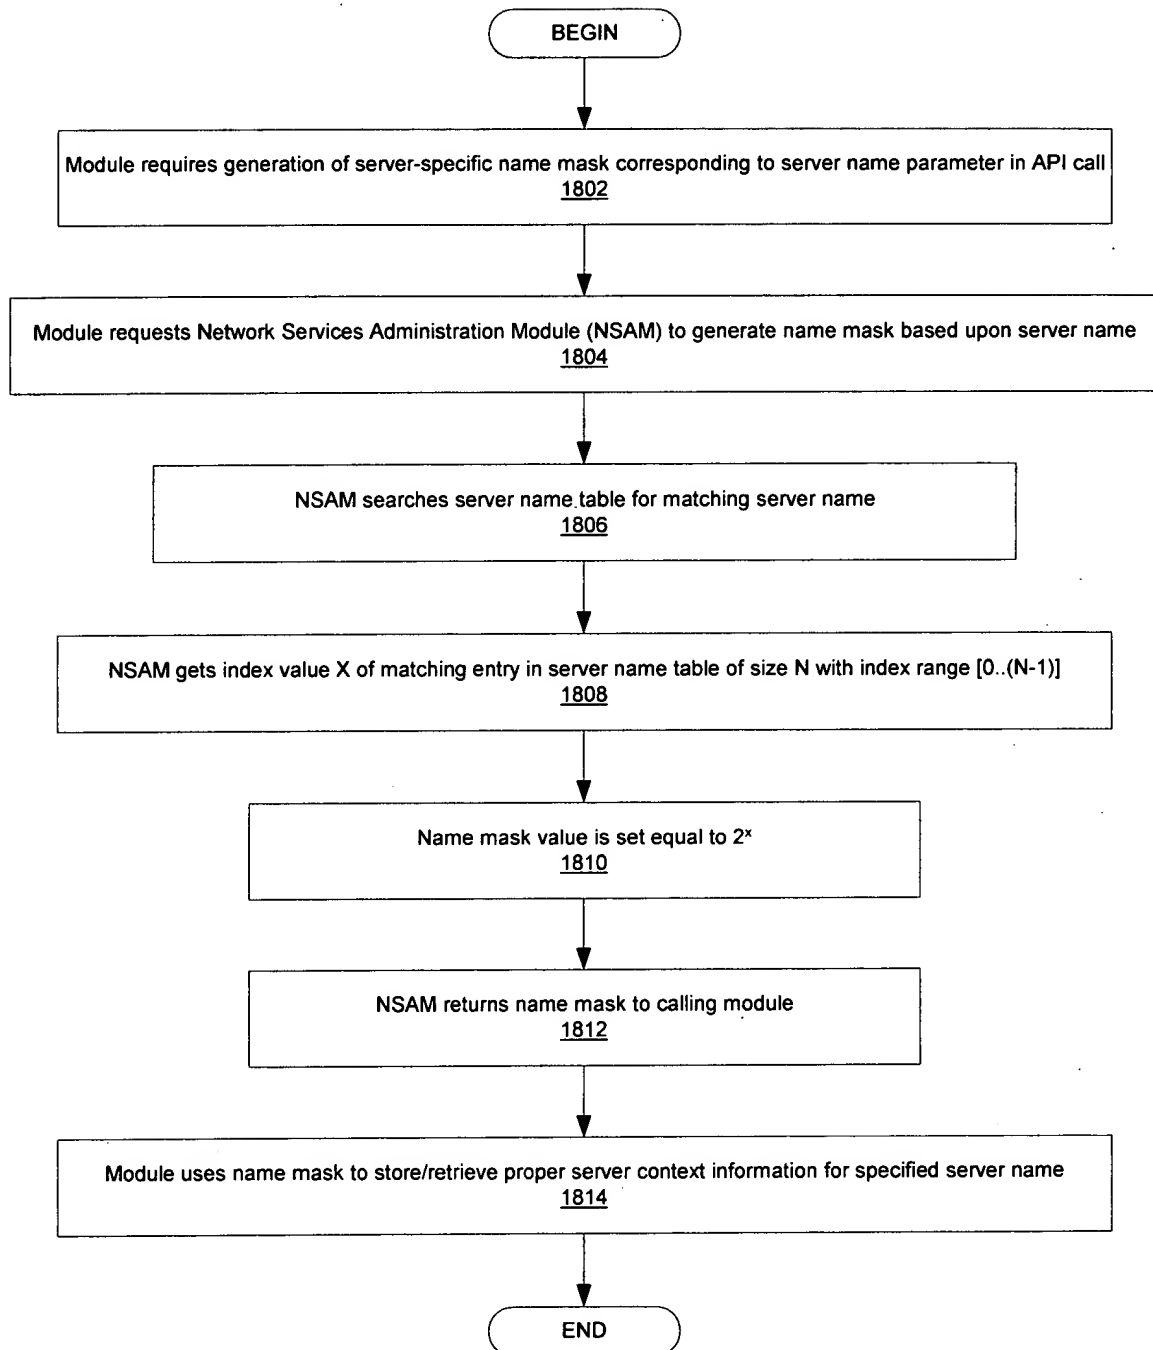 BEGIN
Module requires generation of server-specific name mask corresponding to server name parameter in API call
1802
Module requests Network Services Administration Module (NSAM) to generate name mask based upon server name
1804
NSAM searches server name table for matching server name
1806
NSAM gets index value X of matching entry in server name table of size N with index range [0..(N-1)]
1808
Name mask value is set equal to 2ˣ
1810
NSAM returns name mask to calling module
1812
Module uses name mask to store/retrieve proper server context information for specified server name
1814
END